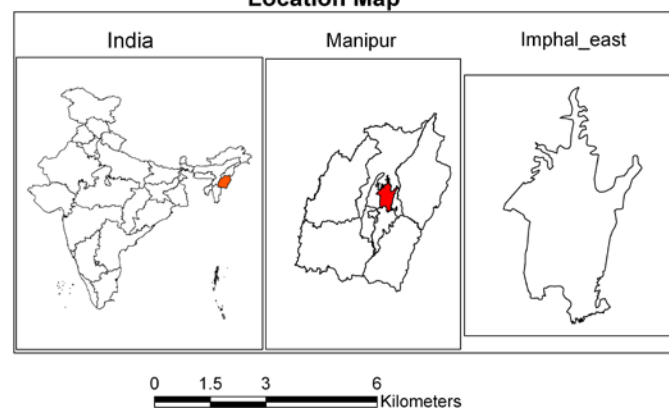 Location Map
India
Manipur
Imphal_east
0 1.5 3 6
Kilometers